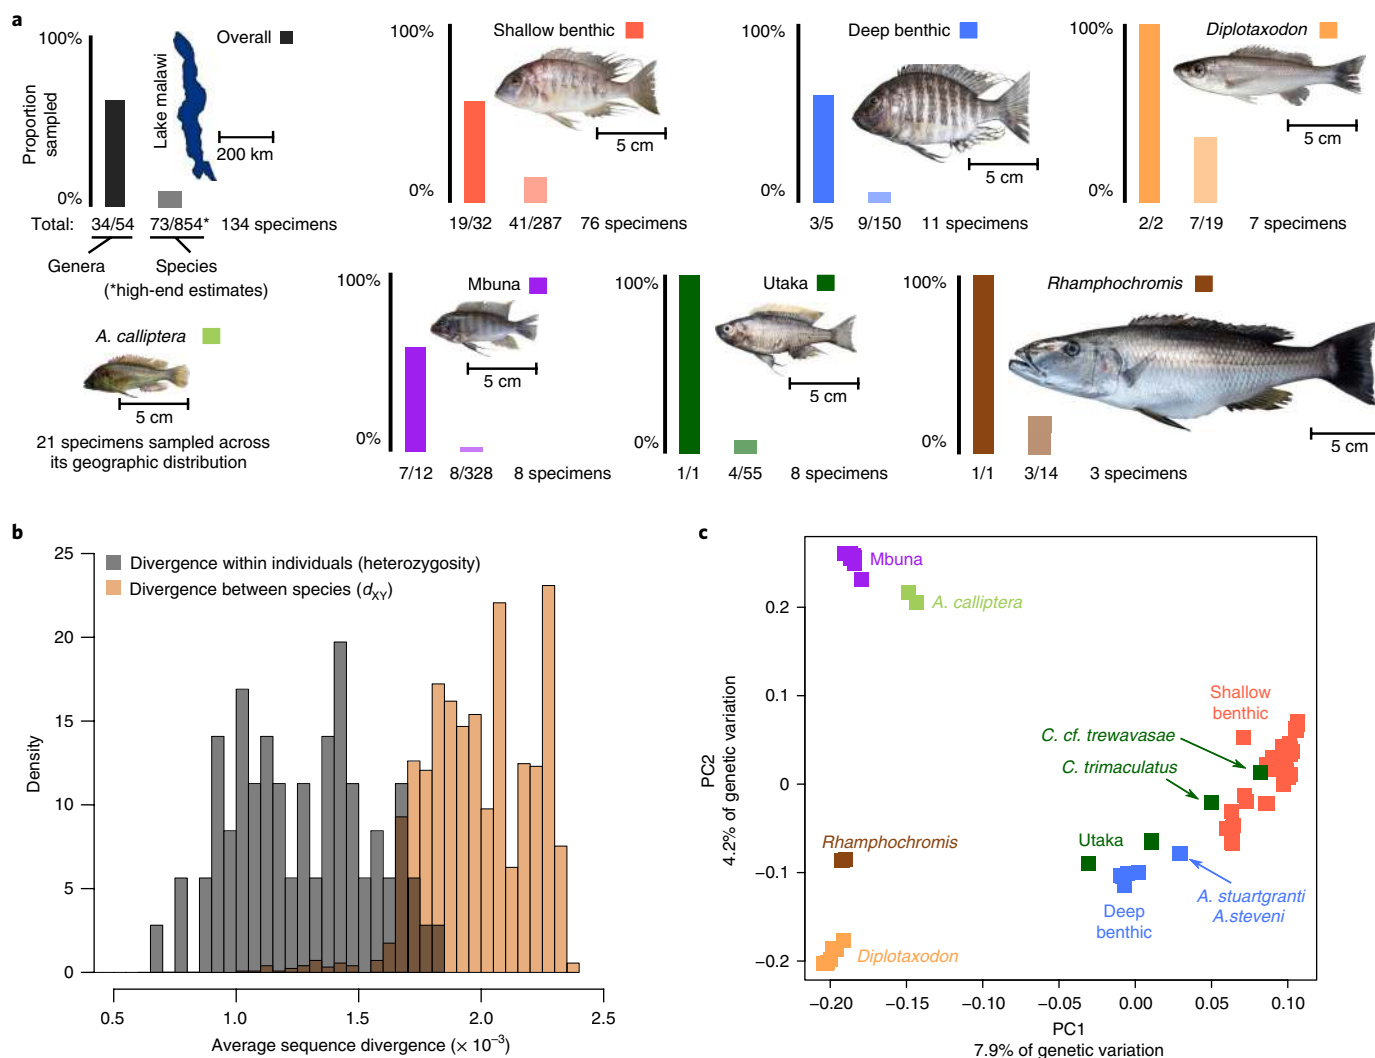 a
100%
Proportion sampled
0%
Lake malawi
Overall
200 km
Total: 34/54 73/854* 134 specimens
Genera Species
(*high-end estimates)
A. calliptera
5 cm
21 specimens sampled across
its geographic distribution
100%
0%
Shallow benthic
5 cm
19/32 41/287 76 specimens
100%
0%
Deep benthic
5 cm
3/5 9/150 11 specimens
100%
0%
Diplotaxodon
5 cm
2/2 7/19 7 specimens
100%
0%
Mbuna
5 cm
7/12 8/328 8 specimens
100%
0%
Utaka
5 cm
1/1 4/55 8 specimens
100%
0%
Rhamphochromis
5 cm
1/1 3/14 3 specimens
b
Divergence within individuals (heterozygosity)
Divergence between species (dXY)
25
20
15
10
5
0
Density
0.5 1.0 1.5 2.0 2.5
Average sequence divergence (× 10–3)
c
Mbuna
A. calliptera
Shallow
benthic
C. cf. trewavasae
C. trimaculatus
Utaka
Rhamphochromis
Deep
benthic
A. stuartgranti
A.steveni
Diplotaxodon
0.2
0.1
0
−0.1
−0.2
PC2
4.2% of genetic variation
−0.20 −0.15 −0.10 −0.05 0.00 0.05 0.10
PC1
7.9% of genetic variation